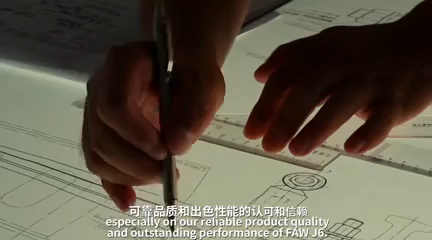 可靠品质和出色性能的认可和信赖
especially on our reliable product quality
and outstanding performance of FAW J6.